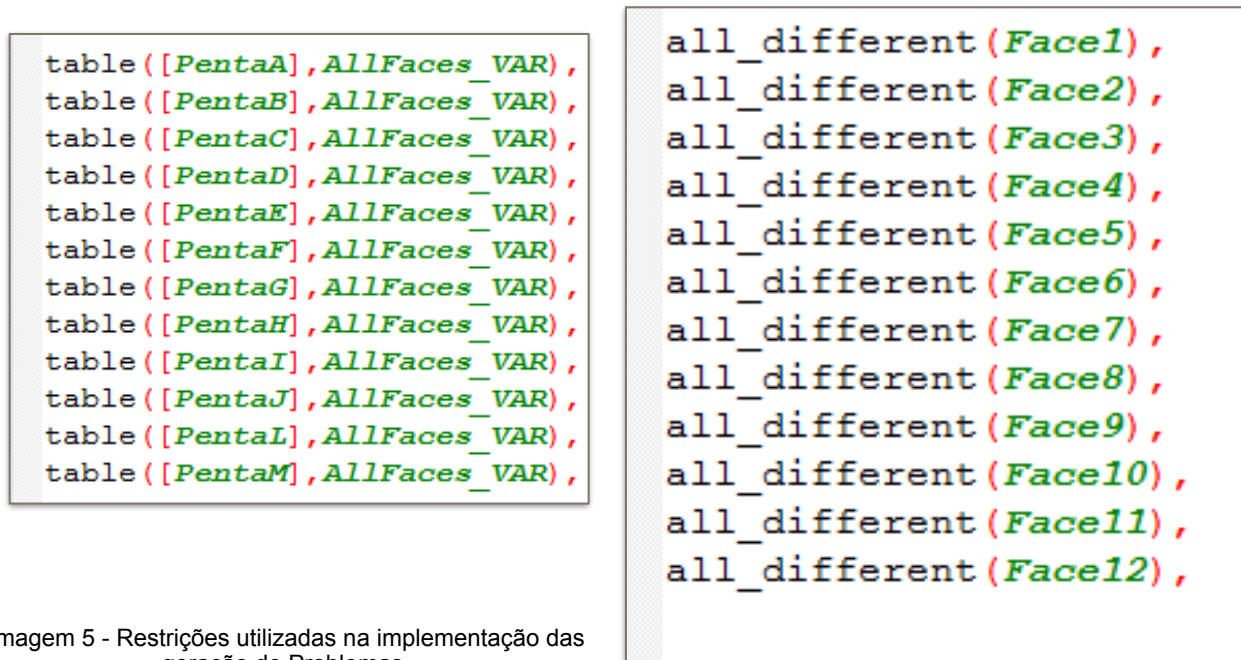 table([PentaA],AllFaces_VAR),
table([PentaB],AllFaces_VAR),
table([PentaC],AllFaces_VAR),
table([PentaD],AllFaces_VAR),
table([PentaE],AllFaces_VAR),
table([PentaF],AllFaces_VAR),
table([PentaG],AllFaces_VAR),
table([PentaH],AllFaces_VAR),
table([PentaI],AllFaces_VAR),
table([PentaJ],AllFaces_VAR),
table([PentaL],AllFaces_VAR),
table([PentaM],AllFaces_VAR),
magem 5 - Restrições utilizadas na implementação das
de Problemas
all_different(Face1),
all_different(Face2),
all_different(Face3),
all_different(Face4),
all_different(Face5),
all_different(Face6),
all_different(Face7),
all_different(Face8),
all_different(Face9),
all_different(Face10),
all_different(Face11),
all_different(Face12),